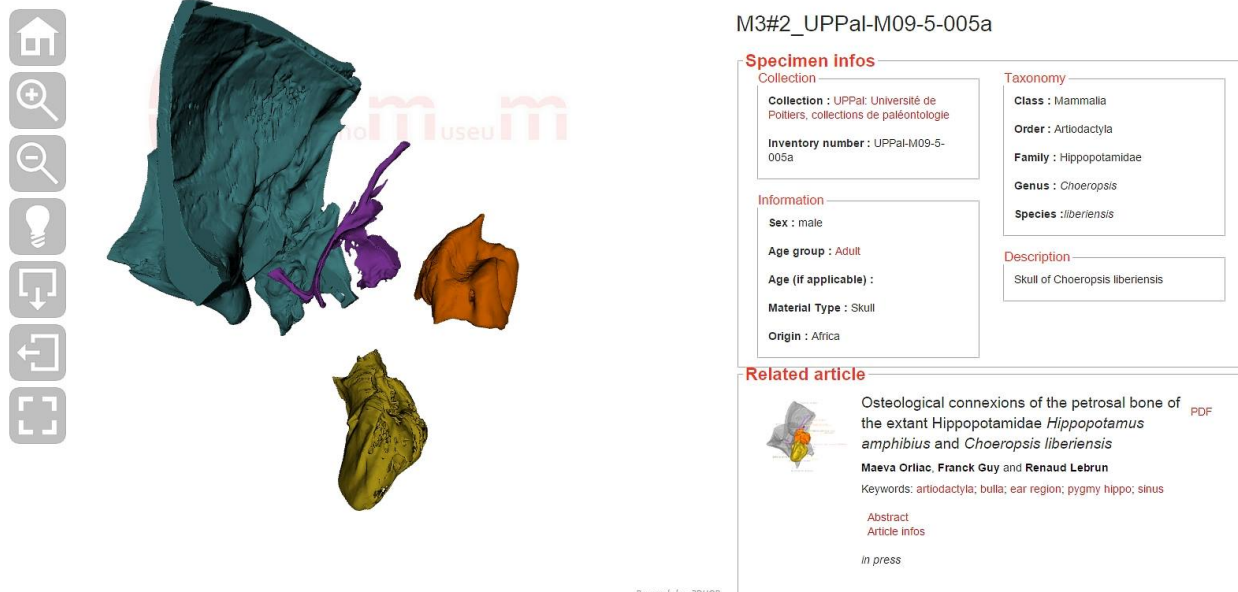 M3#2_UPPal-M09-5-005a
Specimen infos
Collection
Collection : UPPal: Université de
Poitiers, collections de paléontologie
Inventory number : UPPal-M09-5-
005a
Information
Sex : male
Age group : Adult
Age (if applicable) :
Material Type : Skull
Origin : Africa
Taxonomy
Class : Mammalia
Order : Artiodactyla
Family : Hippopotamidae
Genus : Choeropsis
Species :liberiensis
Description
Skull of Choeropsis liberiensis
Related article
Osteological connexions of the petrosal bone of
the extant Hippopotamidae Hippopotamus
amphibius and Choeropsis liberiensis
PDF
Maeva Orliac, Franck Guy and Renaud Lebrun
Keywords: artiodactyla; bulla; ear region; pygmy hippo; sinus
Abstract
Article infos
in press